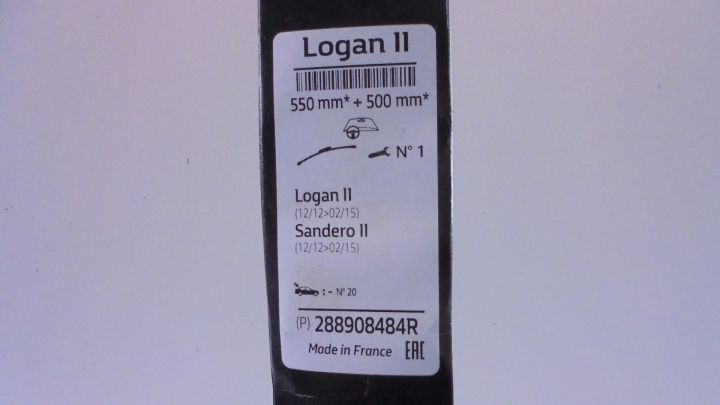 Logan II
550 mm* + 500 mm*
N° 1
Logan II
(12/12>02/15)
Sandero II
(12/12>02/15)
: - N° 20
(P) 288908484R
Made in France EAC